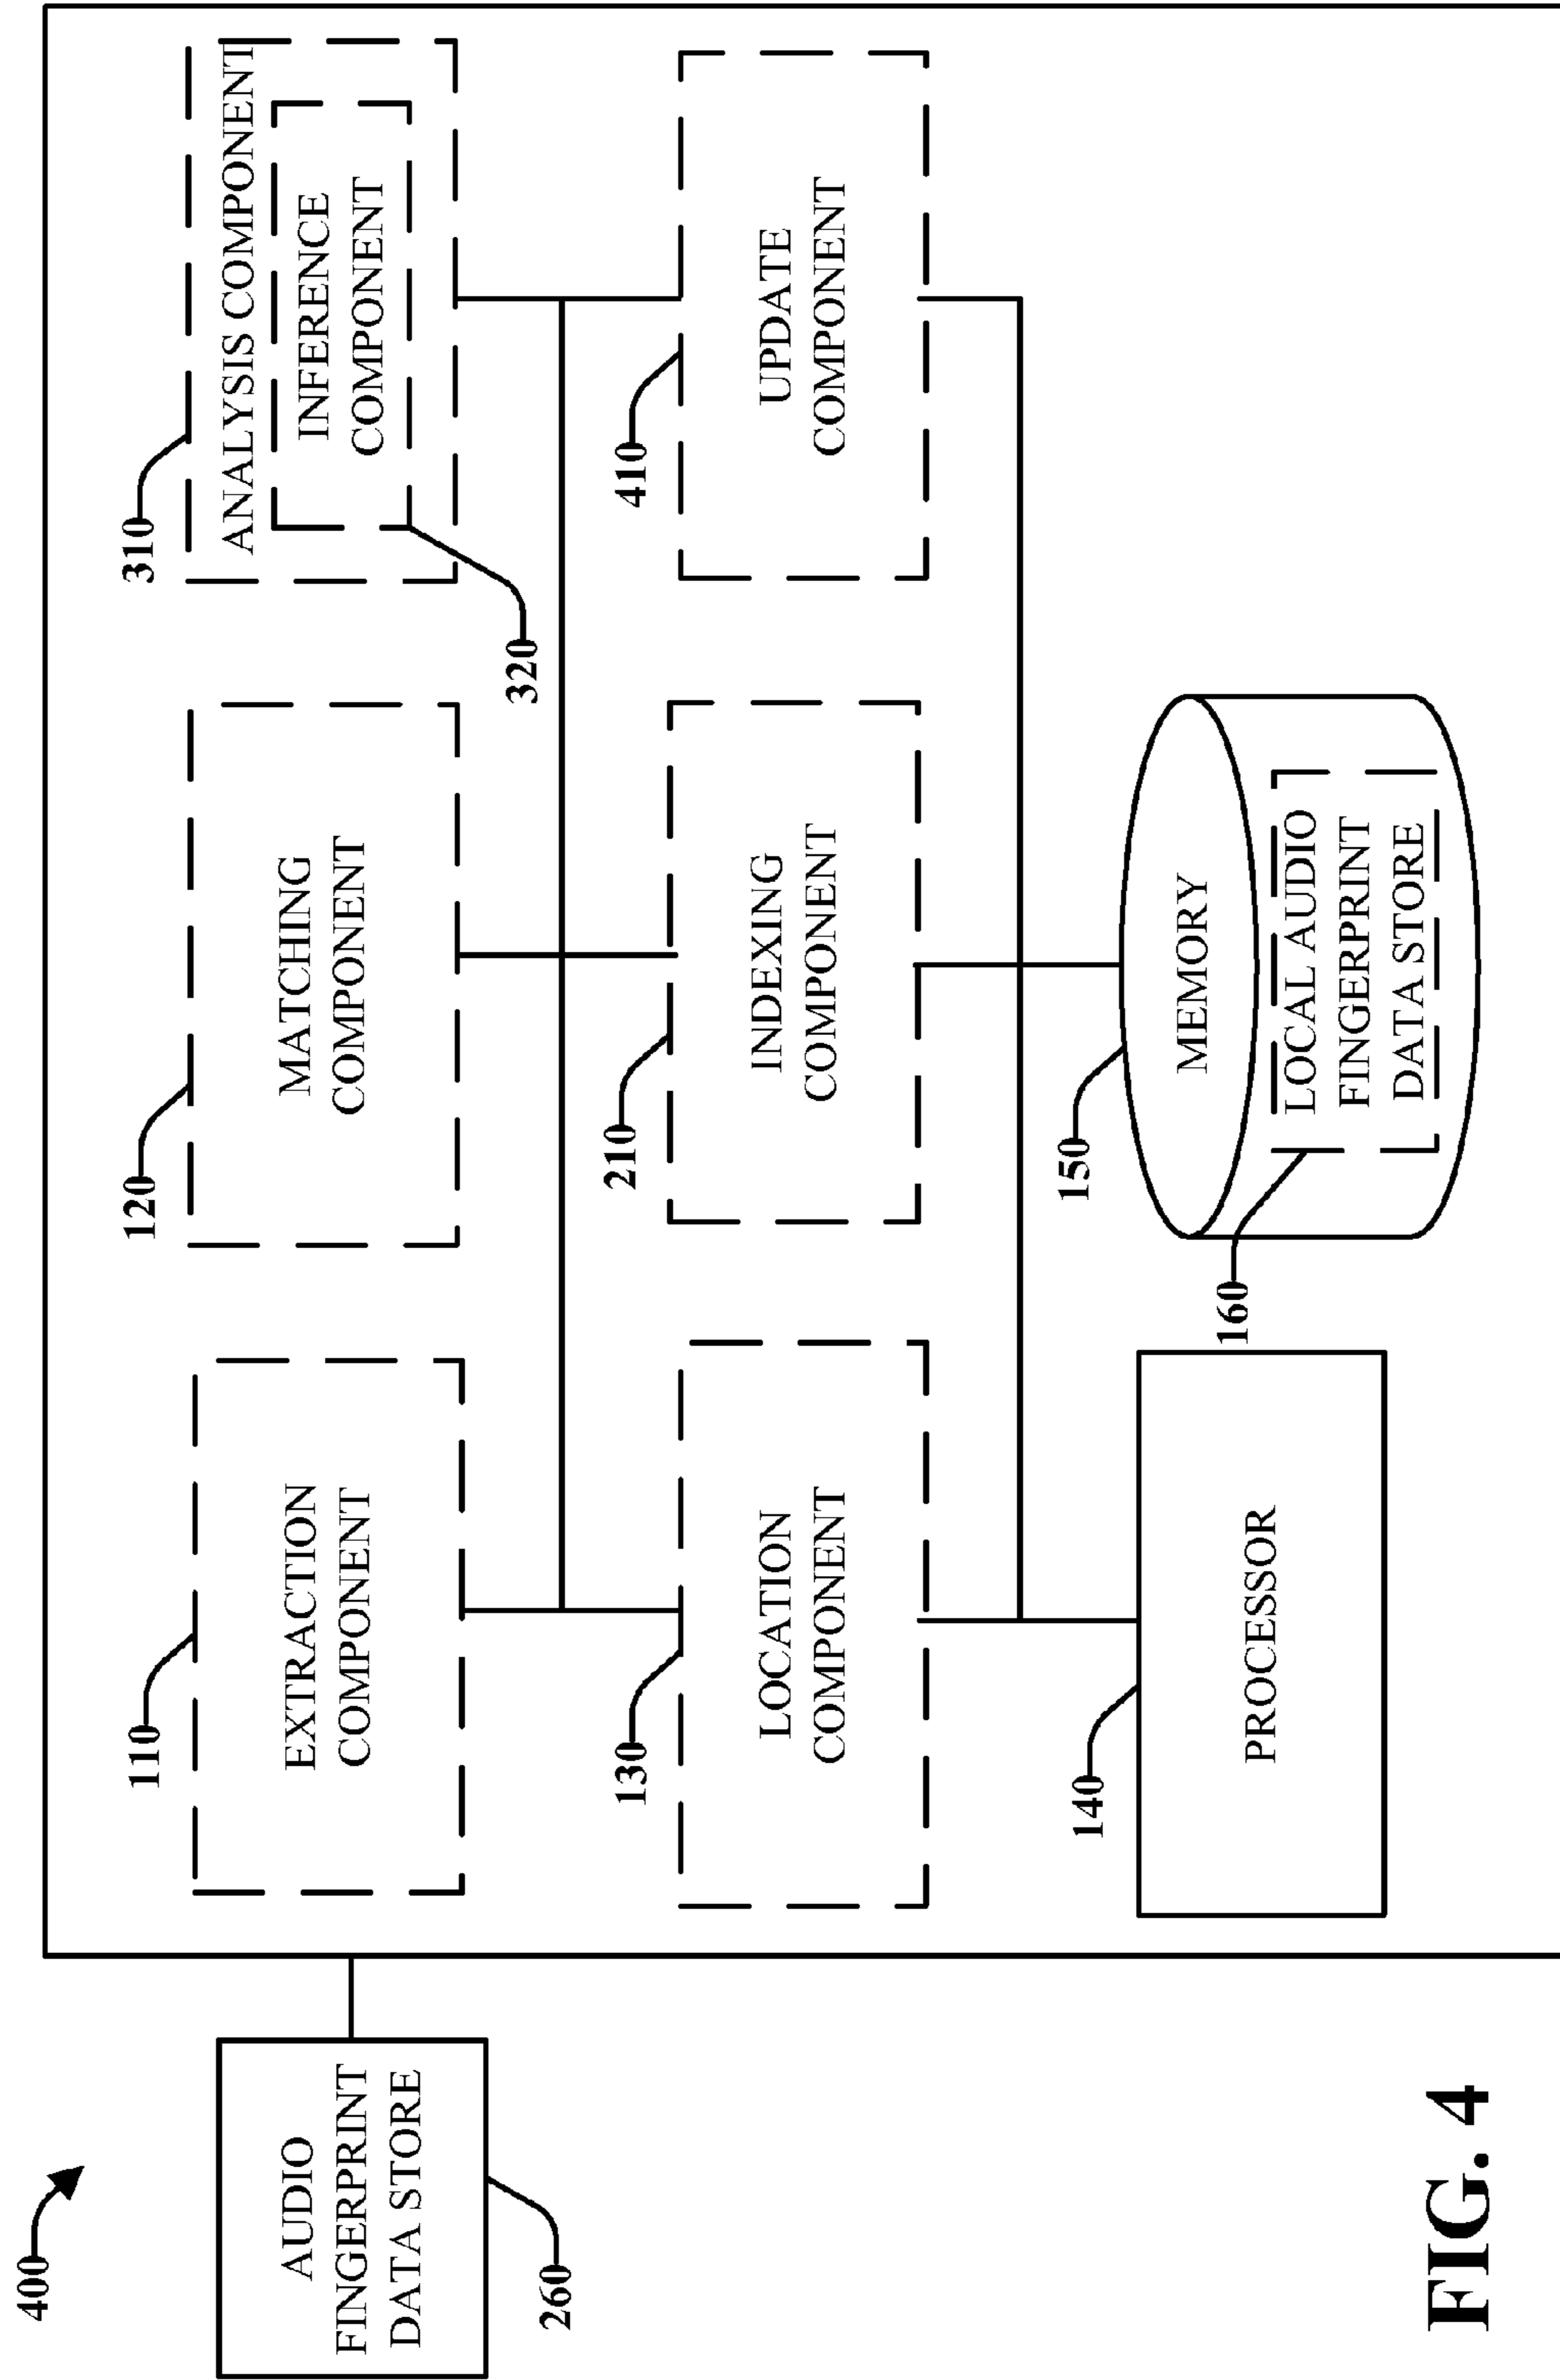 400
AUDIO
FINGERPRINT
DATA STORE
260
110
EXTRACTION
COMPONENT
120
MATCHING
COMPONENT
310
ANALYSIS COMPONENT
INFERENCE
COMPONENT
320
130
LOCATION
COMPONENT
210
INDEXING
COMPONENT
410
UPDATE
COMPONENT
140
PROCESSOR
150
MEMORY
160
LOCAL AUDIO
FINGERPRINT
DATA STORE
FIG. 4